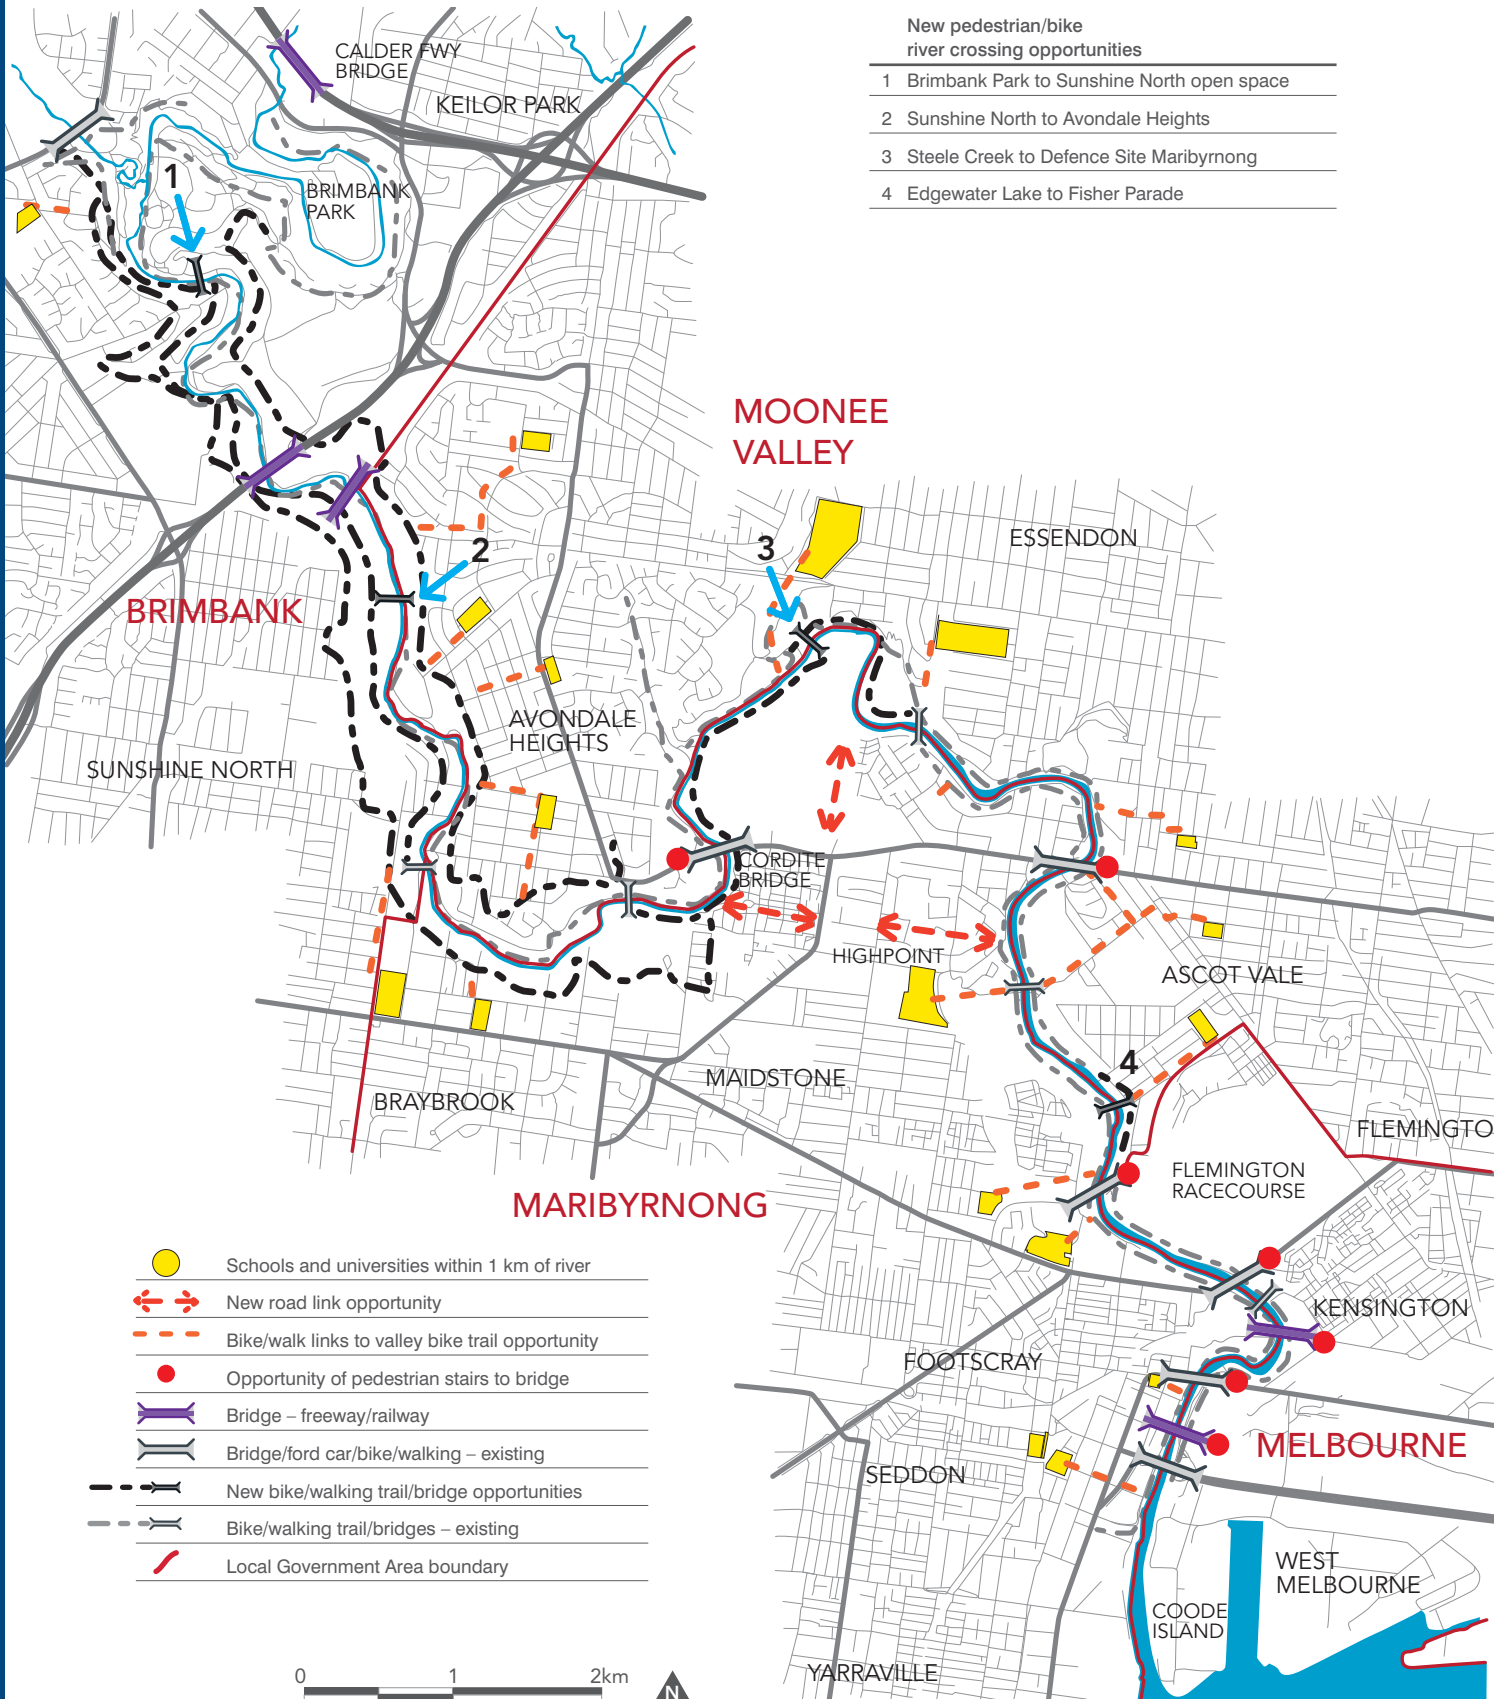 New pedestrian/bike
river crossing opportunities
1 Brimbank Park to Sunshine North open space
2 Sunshine North to Avondale Heights
3 Steele Creek to Defence Site Maribyrnong
4 Edgewater Lake to Fisher Parade
CALDER FWY
BRIDGE
KEILOR PARK
1
BRIMBANK
PARK
MOONEE
VALLEY
2
3
ESSENDON
BRIMBANK
AVONDALE
HEIGHTS
SUNSHINE NORTH
CORDITE
BRIDGE
HIGHPOINT
ASCOT VALE
4
MAIDSTONE
BRAYBROOK
FLEMINGTO
FLEMINGTON
RACECOURSE
MARIBYRNONG
KENSINGTON
FOOTSCRAY
MELBOURNE
SEDDON
WEST
MELBOURNE
COODE
ISLAND
YARRAVILLE
Schools and universities within 1 km of river
New road link opportunity
Bike/walk links to valley bike trail opportunity
Opportunity of pedestrian stairs to bridge
Bridge – freeway/railway
Bridge/ford car/bike/walking – existing
New bike/walking trail/bridge opportunities
Bike/walking trail/bridges – existing
Local Government Area boundary
0 1 2km
N